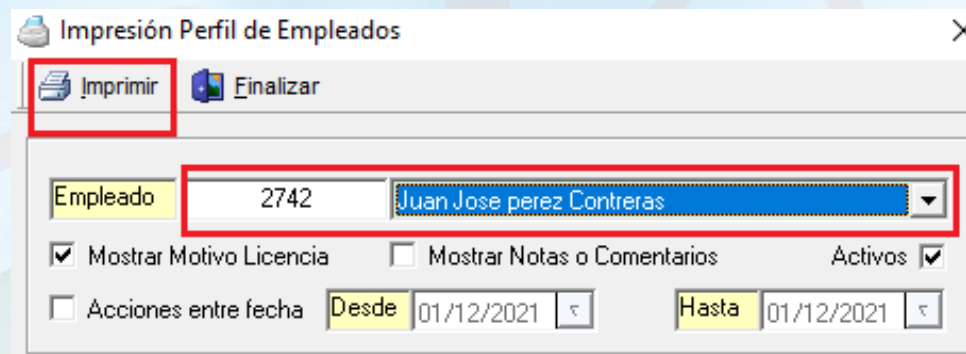 Impresión Perfil de Empleados
Imprimir Finalizar
Empleado 2742 Juan Jose perez Contreras
Mostrar Motivo Licencia Mostrar Notas o Comentarios Activos
Acciones entre fecha Desde 01/12/2021 Hasta 01/12/2021